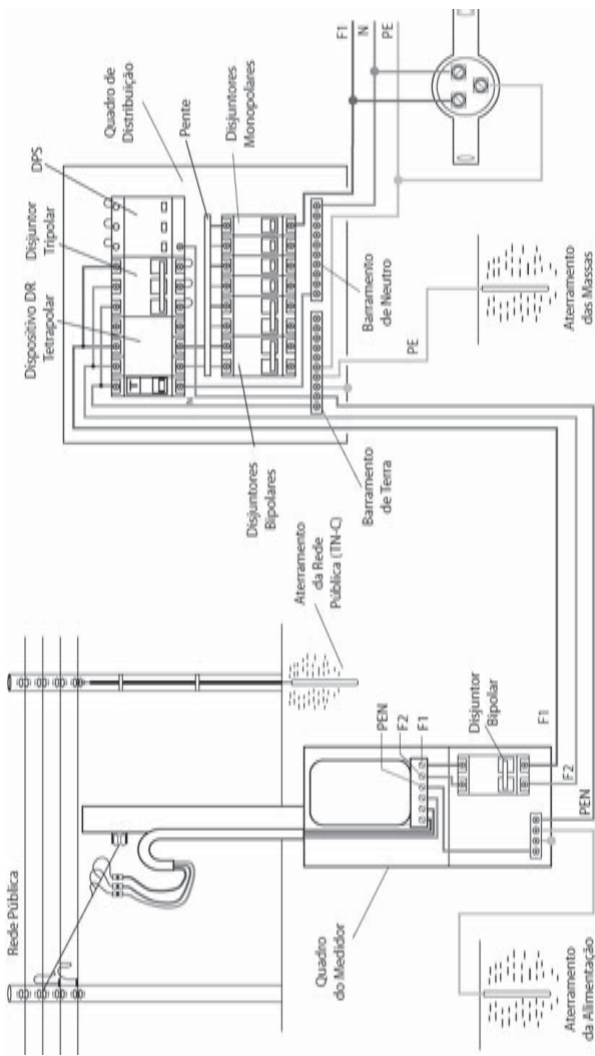 Rede Pública
Quadro
do Medidor
Aterramento
da Alimentação
Aterramento
da Rede
Pública (TN-C)
PEN
F2
F1
Disjuntor
Bipolar
F1
F2
PEN
Dispositivo DR
Tetrapolar
Disjuntor
Tripolar
DPS
Quadro de
Distribuição
Pente
Disjuntores
Monopolares
Disjuntores
Bipolares
N
Barramento
de Terra
Barramento
de Neutro
PE
Aterramento
das Massas
F1
N
PE